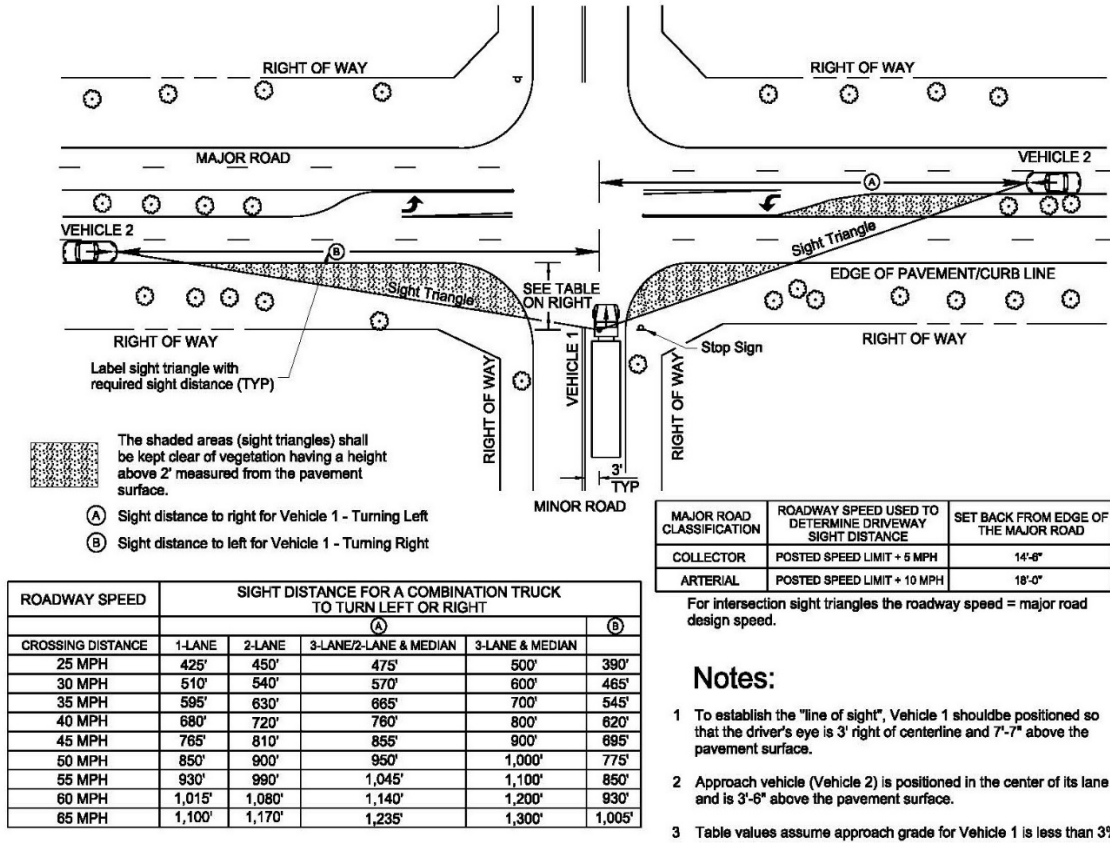 RIGHT OF WAY
RIGHT OF WAY
MAJOR ROAD
VEHICLE 2
A
VEHICLE 2
B
Sight Triangle
Sight Triangle
SEE TABLE
ON RIGHT
EDGE OF PAVEMENT/CURB LINE
RIGHT OF WAY
RIGHT OF WAY
Stop Sign
VEHICLE 1
RIGHT OF WAY
RIGHT OF WAY
Label sight triangle with
required sight distance (TYP)
3'
TYP
MINOR ROAD
The shaded areas (sight triangles) shall
be kept clear of vegetation having a height
above 2' measured from the pavement
surface.
A Sight distance to right for Vehicle 1 - Turning Left
B Sight distance to left for Vehicle 1 - Turning Right
MAJOR ROAD CLASSIFICATION ROADWAY SPEED USED TO DETERMINE DRIVEWAY SIGHT DISTANCE SET BACK FROM EDGE OF THE MAJOR ROAD
COLLECTOR POSTED SPEED LIMIT + 5 MPH 14'-6"
ARTERIAL POSTED SPEED LIMIT + 10 MPH 18'-0"
For intersection sight triangles the roadway speed = major road
design speed.
ROADWAY SPEED SIGHT DISTANCE FOR A COMBINATION TRUCK TO TURN LEFT OR RIGHT
A B
CROSSING DISTANCE 1-LANE 2-LANE 3-LANE/2-LANE & MEDIAN 3-LANE & MEDIAN
25 MPH 425' 450' 475' 500' 390'
30 MPH 510' 540' 570' 600' 465'
35 MPH 595' 630' 665' 700' 545'
40 MPH 680' 720' 760' 800' 620'
45 MPH 765' 810' 855' 900' 695'
50 MPH 850' 900' 950' 1,000' 775'
55 MPH 930' 990' 1,045' 1,100' 850'
60 MPH 1,015' 1,080' 1,140' 1,200' 930'
65 MPH 1,100' 1,170' 1,235' 1,300' 1,005'
Notes:
1 To establish the "line of sight", Vehicle 1 shouldbe positioned so
that the driver's eye is 3' right of centerline and 7'-7" above the
pavement surface.
2 Approach vehicle (Vehicle 2) is positioned in the center of its lane
and is 3'-6" above the pavement surface.
3 Table values assume approach grade for Vehicle 1 is less than 3%